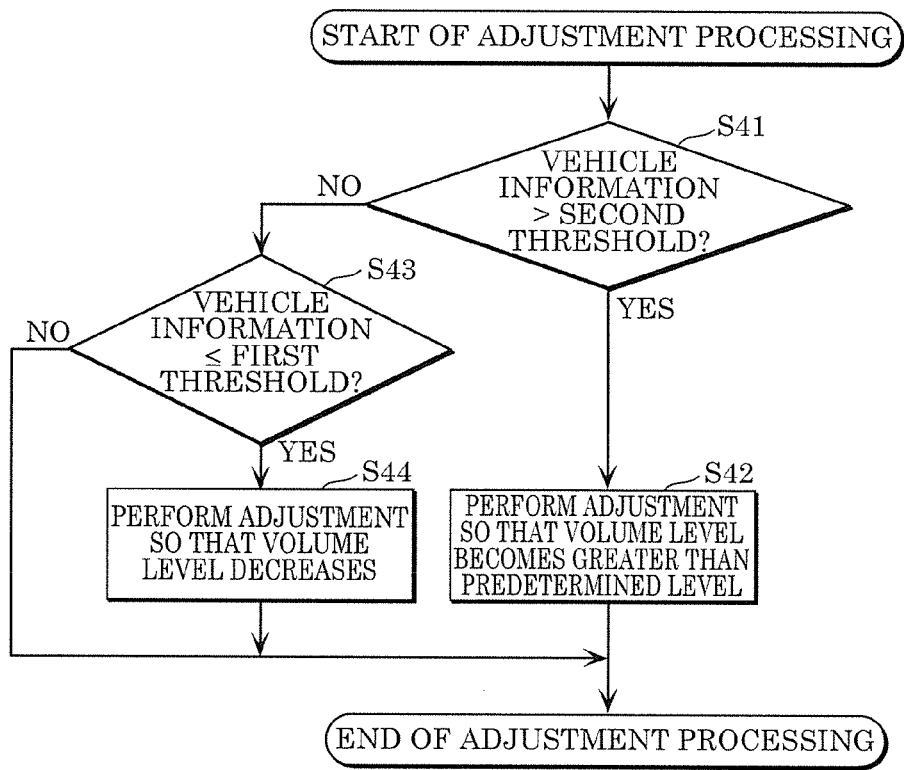 START OF ADJUSTMENT PROCESSING
S41
VEHICLE
INFORMATION
> SECOND
THRESHOLD?
NO
YES
S43
VEHICLE
INFORMATION
≤ FIRST
THRESHOLD?
NO
YES
S44
PERFORM ADJUSTMENT
SO THAT VOLUME
LEVEL DECREASES
S42
PERFORM ADJUSTMENT
SO THAT VOLUME LEVEL
BECOMES GREATER THAN
PREDETERMINED LEVEL
END OF ADJUSTMENT PROCESSING